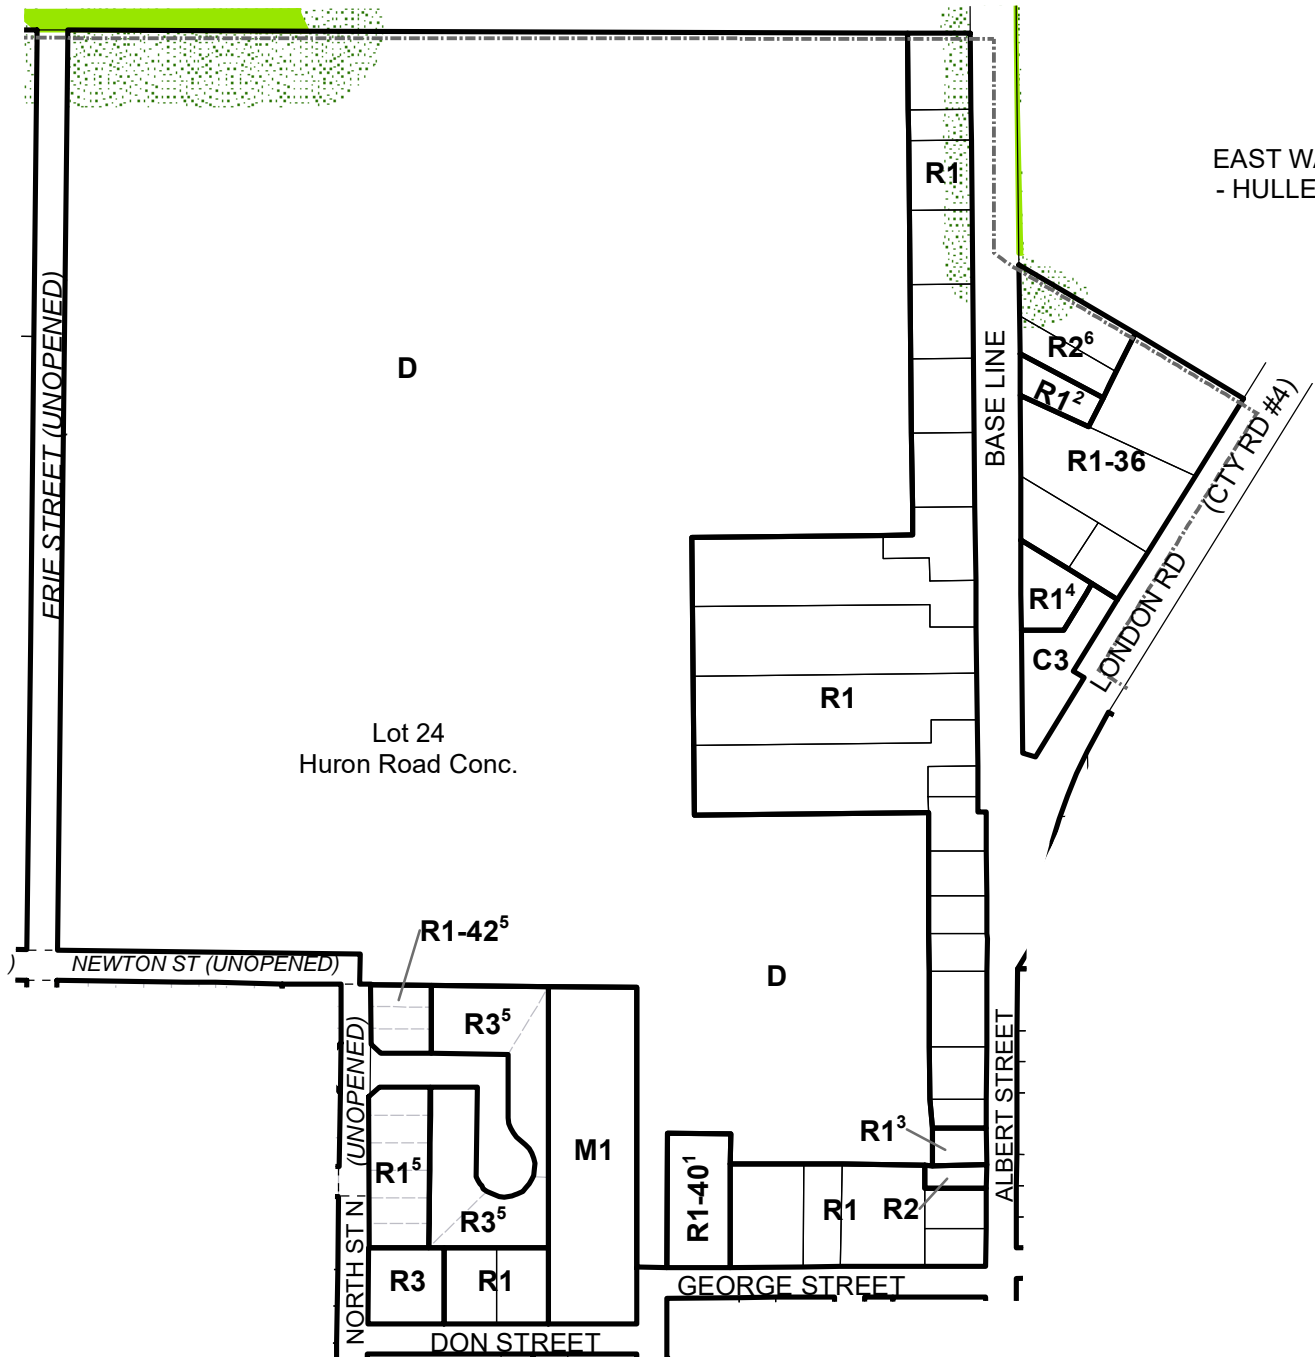 EAST WA
- HULLE
R1
FRIE STREET (UNOPENED)
D
BASE LINE
R2⁶
R1²
(CTY RD #4)
R1-36
LONDON RD
R1⁴
C3
R1
Lot 24
Huron Road Conc.
R1-42⁵
)
NEWTON ST (UNOPENED)
D
R3⁵
(UNOPENED)
ALBERT STREET
R1³
M1
R1⁵
R1-40¹
R1
R2
R3⁵
NORTH ST N
R3
R1
GEORGE STREET
DON STREET